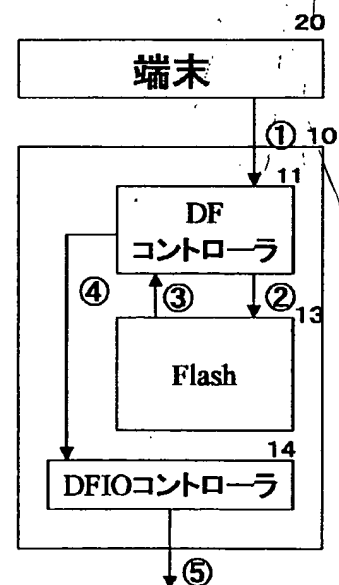 20
端末
① 10
11
DF
コントローラ
④ ③ ②
13
Flash
14
DFIOコントローラ
⑤